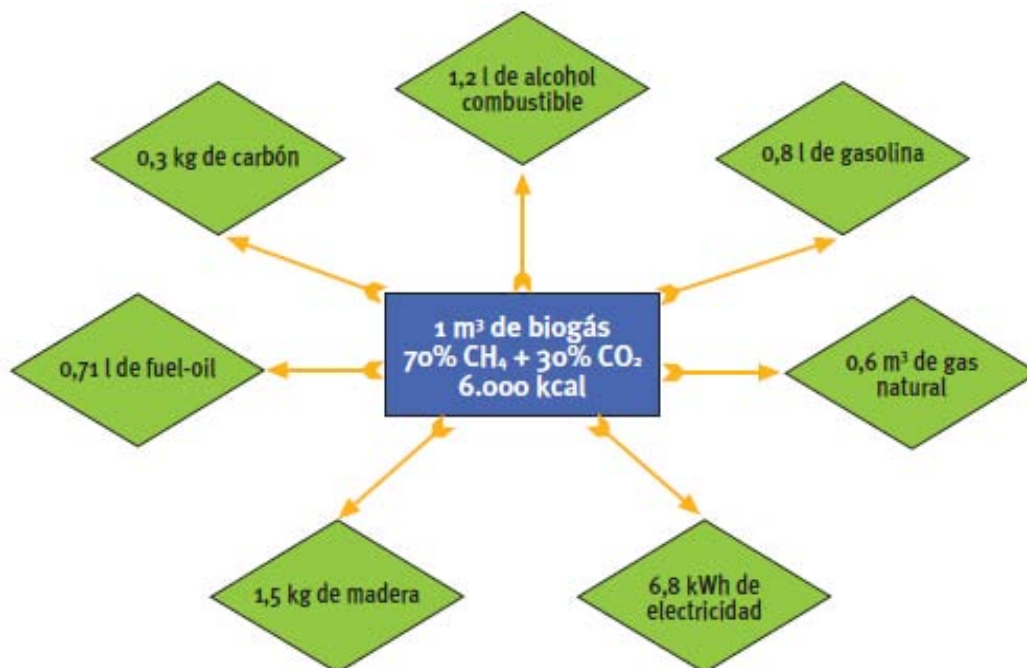 1,2 l de alcohol
combustible
0,3 kg de carbón
0,8 l de gasolina
1 m³ de biogás
70% CH₄ + 30% CO₂
6.000 kcal
0,71 l de fuel-oil
0,6 m³ de gas
natural
1,5 kg de madera
6,8 kWh de
electricidad